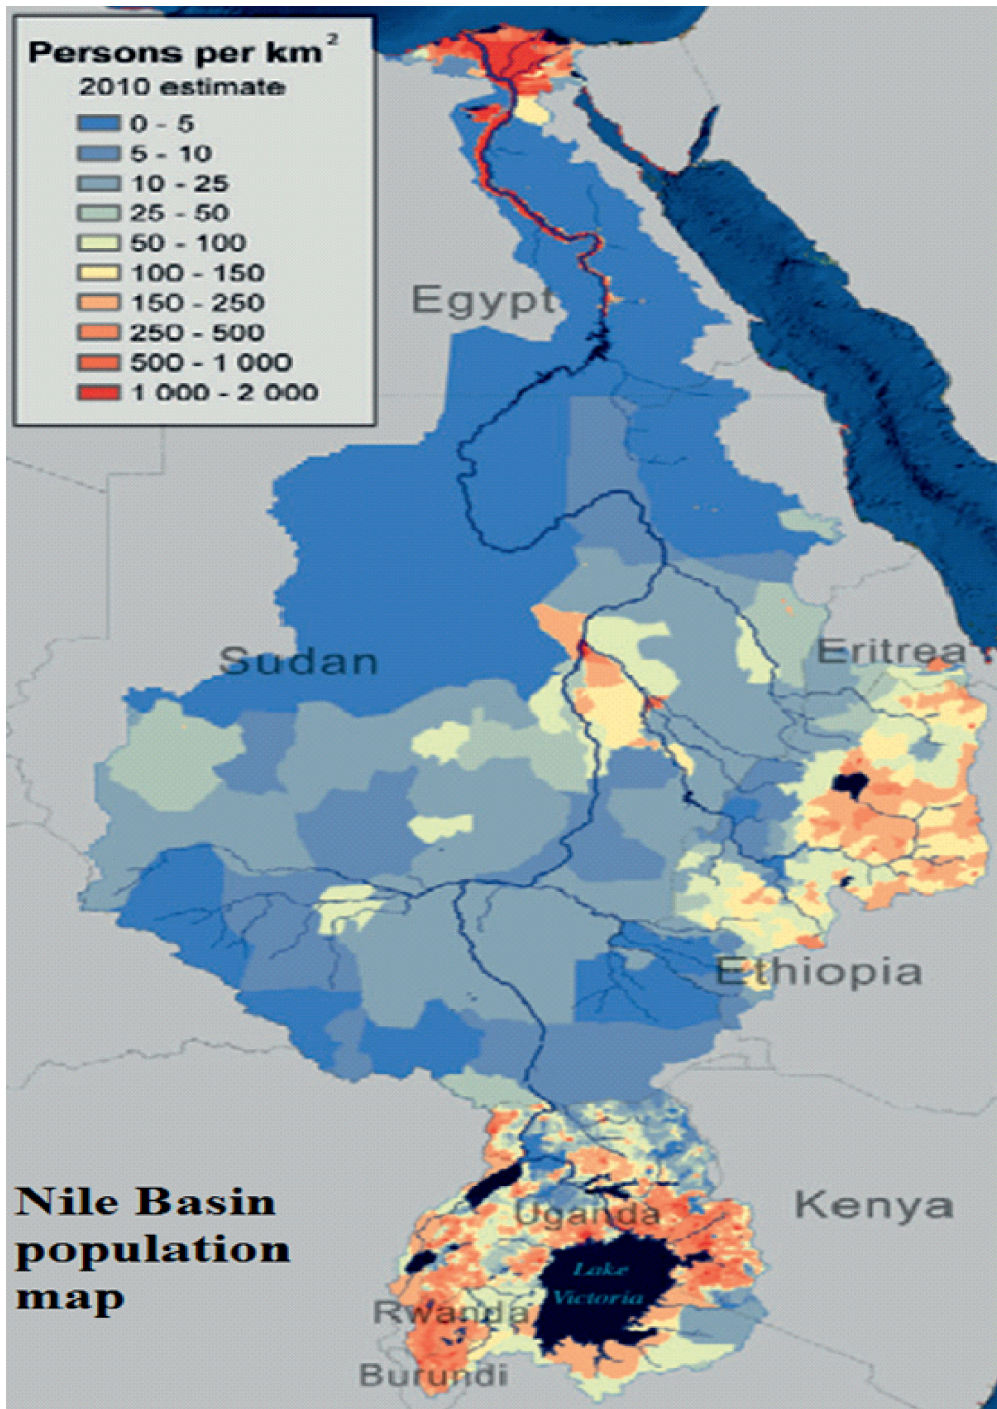 Persons per km²
2010 estimate
0 - 5
5 - 10
10 - 25
25 - 50
50 - 100
100 - 150
150 - 250
250 - 500
500 - 1 000
1 000 - 2 000
Egypt
Sudan
Eritrea
Ethiopia
Nile Basin
population
map
Kenya
Uganda
Lake
Victoria
Rwanda
Burundi